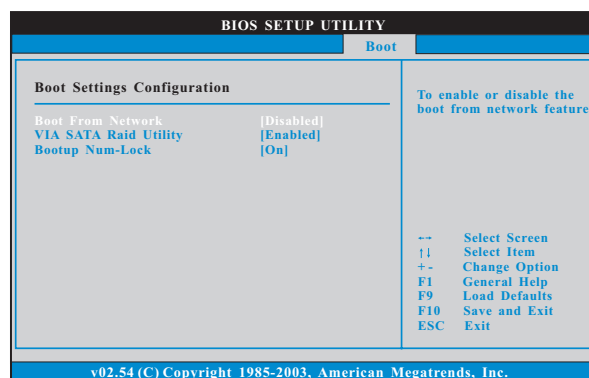 BIOS SETUP UTILITY
Boot
Boot Settings Configuration
Boot From Network [Disabled]
VIA SATA Raid Utility [Enabled]
Bootup Num-Lock [On]
To enable or disable the
boot from network feature
←→ Select Screen
↑↓ Select Item
+- Change Option
F1 General Help
F9 Load Defaults
F10 Save and Exit
ESC Exit
v02.54 (C) Copyright 1985-2003, American Megatrends, Inc.